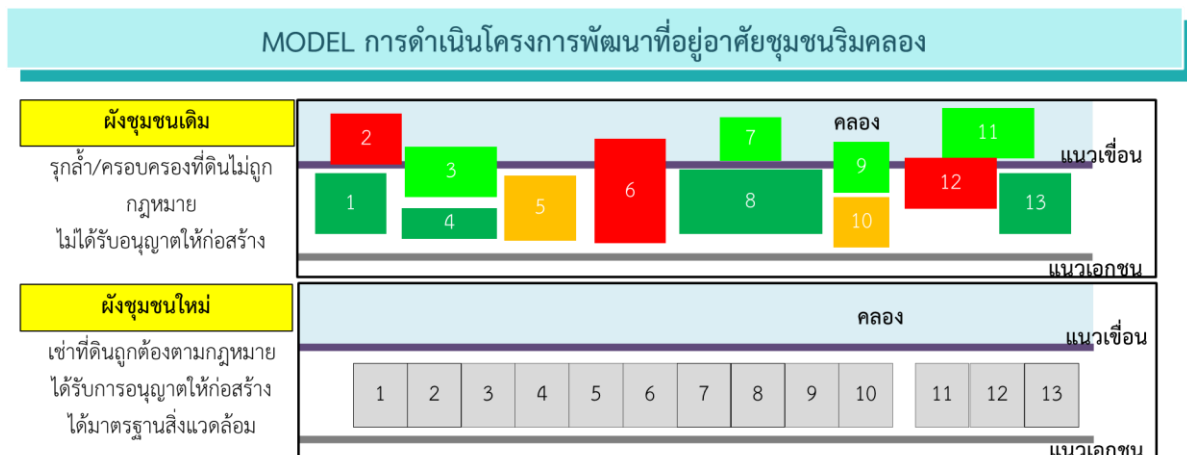 MODEL การดำเนินโครงการพัฒนาที่อยู่อาศัยชุมชนริมคลอง
ผังชุมชนเดิม
รุกล้ำ/ครอบครองที่ดินไม่ถูก
กฎหมาย
ไม่ได้รับอนุญาตให้ก่อสร้าง
คลอง
แนวเขื่อน
2
7
11
3
9
6
12
1
5
8
13
4
10
แนวเอกชน
ผังชุมชนใหม่
เช่าที่ดินถูกต้องตามกฎหมาย
ได้รับการอนุญาตให้ก่อสร้าง
ได้มาตรฐานสิ่งแวดล้อม
คลอง
แนวเขื่อน
1 2 3 4 5 6 7 8 9 10 11 12 13
แนวเอกชน